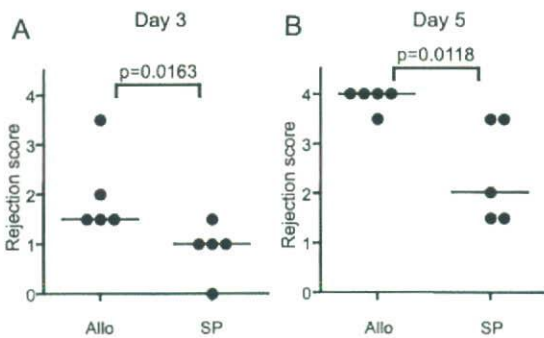 A
Day 3
p=0.0163
Rejection score
4
3
2
1
0
Allo SP
B
Day 5
p=0.0118
Rejection score
4
3
2
1
0
Allo SP